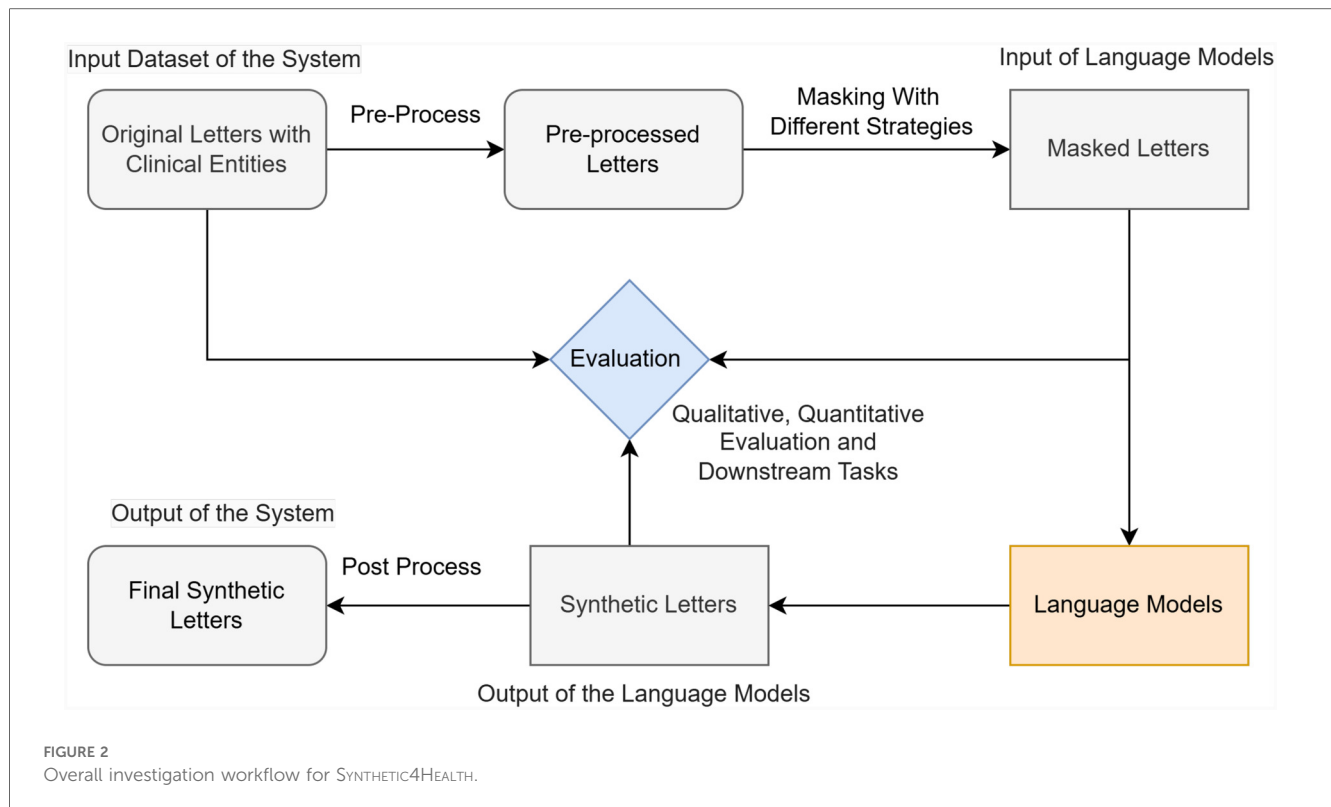 Input Dataset of the System
Input of Language Models
Original Letters with
Clinical Entities
Pre-Process
Pre-processed
Letters
Masking With
Different Strategies
Masked Letters
Evaluation
Qualitative, Quantitative
Evaluation and
Downstream Tasks
Output of the System
Final Synthetic
Letters
Post Process
Synthetic Letters
Language Models
Output of the Language Models
FIGURE 2
Overall investigation workflow for SYNTHETIC4HEALTH.